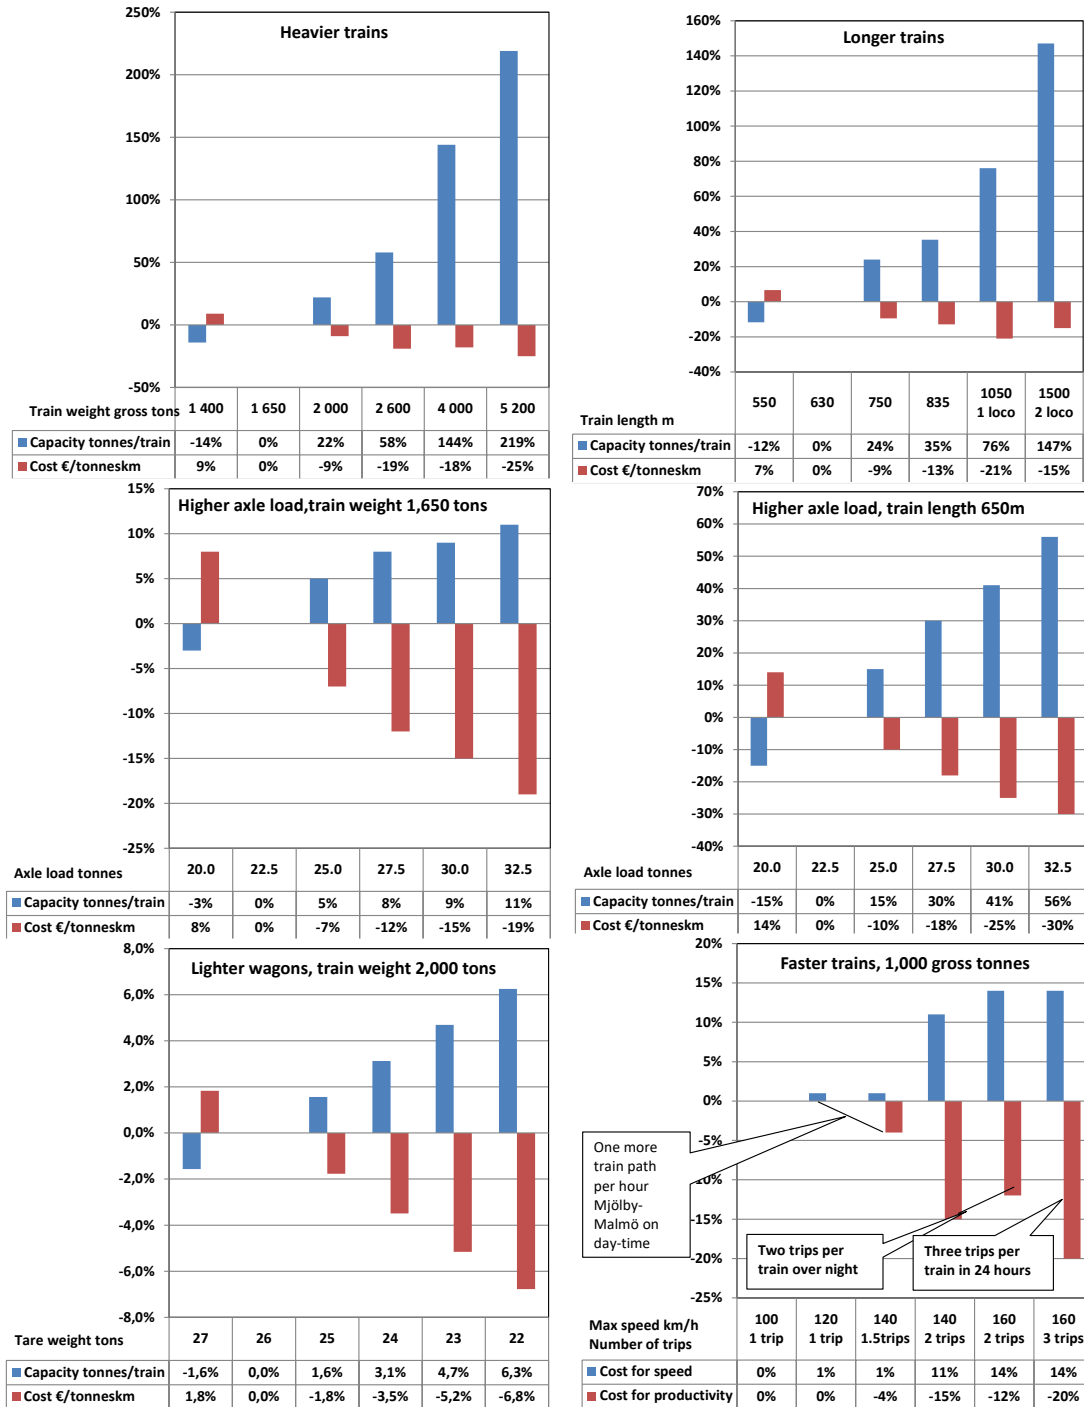 Heavier trains
250%
200%
150%
100%
50%
0%
-50%
Train weight gross tons 1 400 1 650 2 000 2 600 4 000 5 200
Capacity tonnes/train -14% 0% 22% 58% 144% 219%
Cost €/tonneskm 9% 0% -9% -19% -18% -25%
Longer trains
160%
140%
120%
100%
80%
60%
40%
20%
0%
-20%
-40%
Train length m 550 630 750 835 1050 1500
1 loco 2 loco
Capacity tonnes/train -12% 0% 24% 35% 76% 147%
Cost €/tonneskm 7% 0% -9% -13% -21% -15%
Higher axle load,train weight 1,650 tons
15%
10%
5%
0%
-5%
-10%
-15%
-20%
-25%
Axle load tonnes 20.0 22.5 25.0 27.5 30.0 32.5
Capacity tonnes/train -3% 0% 5% 8% 9% 11%
Cost €/tonneskm 8% 0% -7% -12% -15% -19%
Higher axle load, train length 650m
70%
60%
50%
40%
30%
20%
10%
0%
-10%
-20%
-30%
-40%
Axle load tonnes 20.0 22.5 25.0 27.5 30.0 32.5
Capacity tonnes/train -15% 0% 15% 30% 41% 56%
Cost €/tonneskm 14% 0% -10% -18% -25% -30%
Lighter wagons, train weight 2,000 tons
8,0%
6,0%
4,0%
2,0%
0,0%
-2,0%
-4,0%
-6,0%
-8,0%
Tare weight tons 27 26 25 24 23 22
Capacity tonnes/train -1,6% 0,0% 1,6% 3,1% 4,7% 6,3%
Cost €/tonneskm 1,8% 0,0% -1,8% -3,5% -5,2% -6,8%
Faster trains, 1,000 gross tonnes
20%
15%
10%
5%
0%
-5%
-10%
-15%
-20%
-25%
One more
train path
per hour
Mjölby-
Malmö on
day-time
Two trips per
train over night
Three trips per
train in 24 hours
Max speed km/h 100 120 140 140 160 160
Number of trips 1 trip 1 trip 1.5trips 2 trips 2 trips 3 trips
Cost for speed 0% 1% 1% 11% 14% 14%
Cost for productivity 0% 0% -4% -15% -12% -20%